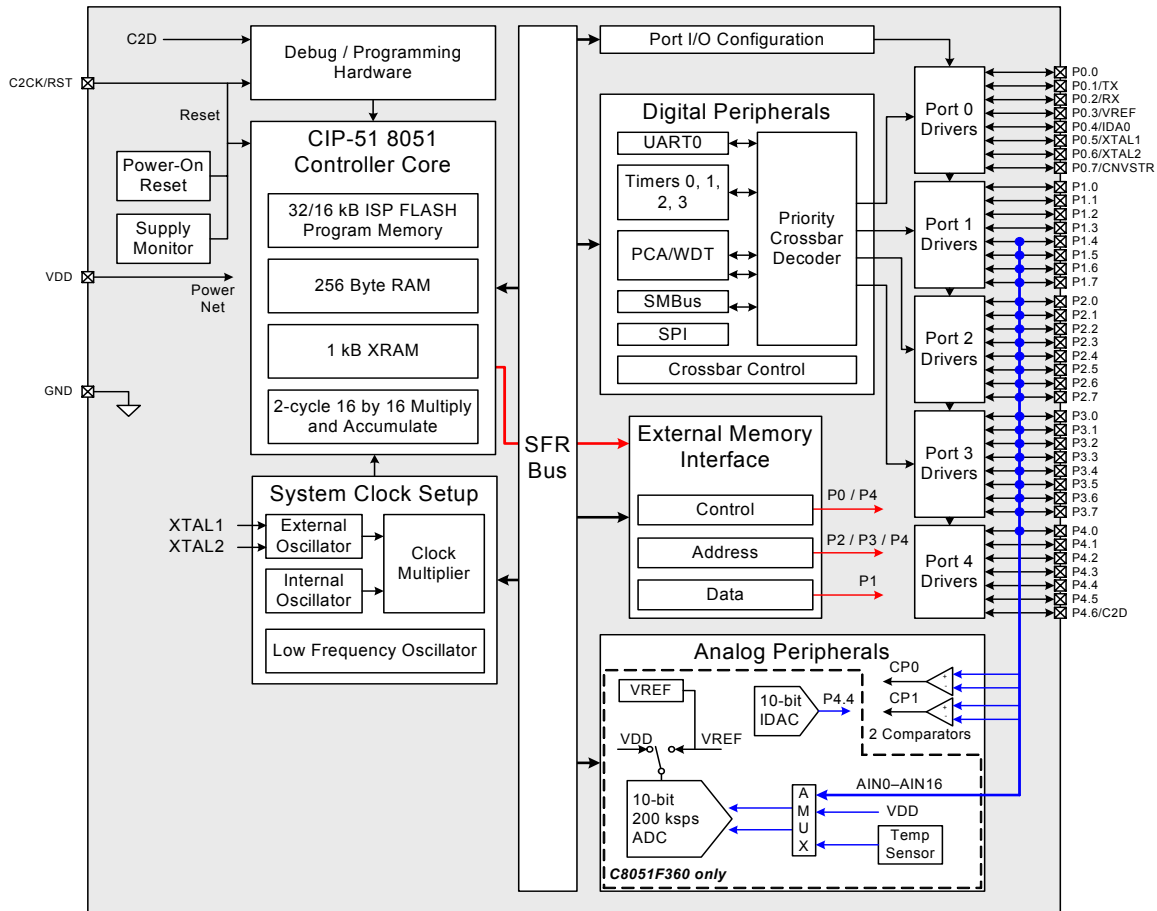 C2D
C2CK/RST
Reset
Power-On
Reset
Supply
Monitor
VDD
Power
Net
GND
Debug / Programming
Hardware
CIP-51 8051
Controller Core
32/16 kB ISP FLASH
Program Memory
256 Byte RAM
1 kB XRAM
2-cycle 16 by 16 Multiply
and Accumulate
System Clock Setup
XTAL1
XTAL2
External
Oscillator
Internal
Oscillator
Clock
Multiplier
Low Frequency Oscillator
SFR
Bus
Port I/O Configuration
Digital Peripherals
UART0
Timers 0, 1,
2, 3
PCA/WDT
SMBus
SPI
Priority
Crossbar
Decoder
Crossbar Control
External Memory
Interface
Control
Address
Data
P0 / P4
P2 / P3 / P4
P1
Port 0
Drivers
Port 1
Drivers
Port 2
Drivers
Port 3
Drivers
Port 4
Drivers
P0.0
P0.1/TX
P0.2/RX
P0.3/VREF
P0.4/IDA0
P0.5/XTAL1
P0.6/XTAL2
P0.7/CNVSTR
P1.0
P1.1
P1.2
P1.3
P1.4
P1.5
P1.6
P1.7
P2.0
P2.1
P2.2
P2.3
P2.4
P2.5
P2.6
P2.7
P3.0
P3.1
P3.2
P3.3
P3.4
P3.5
P3.6
P3.7
P4.0
P4.1
P4.2
P4.3
P4.4
P4.5
P4.6/C2D
Analog Peripherals
VREF
VDD
VREF
10-bit
IDAC
P4.4
CP0
CP1
+
-
+
-
2 Comparators
10-bit
200 ksps
ADC
A
M
U
X
AIN0–AIN16
VDD
Temp
Sensor
C8051F360 only